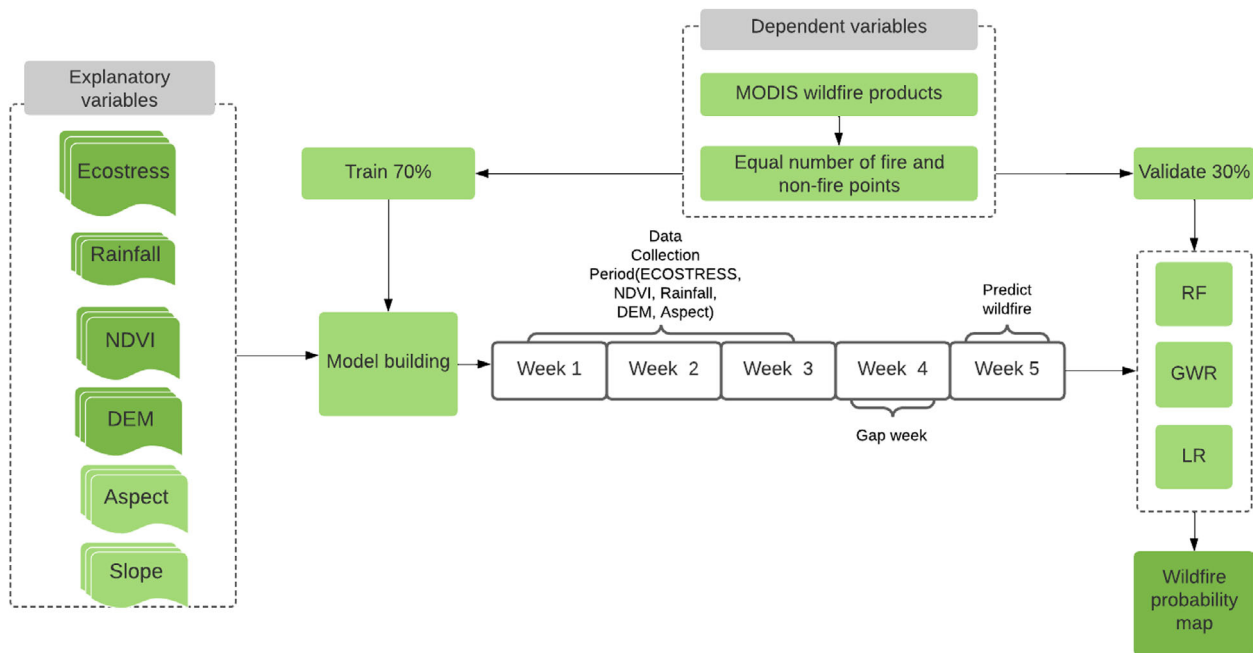 Dependent variables
MODIS wildfire products
Equal number of fire and
non-fire points
Explanatory
variables
Ecostress
Rainfall
NDVI
DEM
Aspect
Slope
Train 70%
Validate 30%
Model building
Data
Collection
Period(ECOSTRESS,
NDVI, Rainfall,
DEM, Aspect)
Predict
wildfire
Week 1
Week 2
Week 3
Week 4
Week 5
Gap week
RF
GWR
LR
Wildfire
probability
map